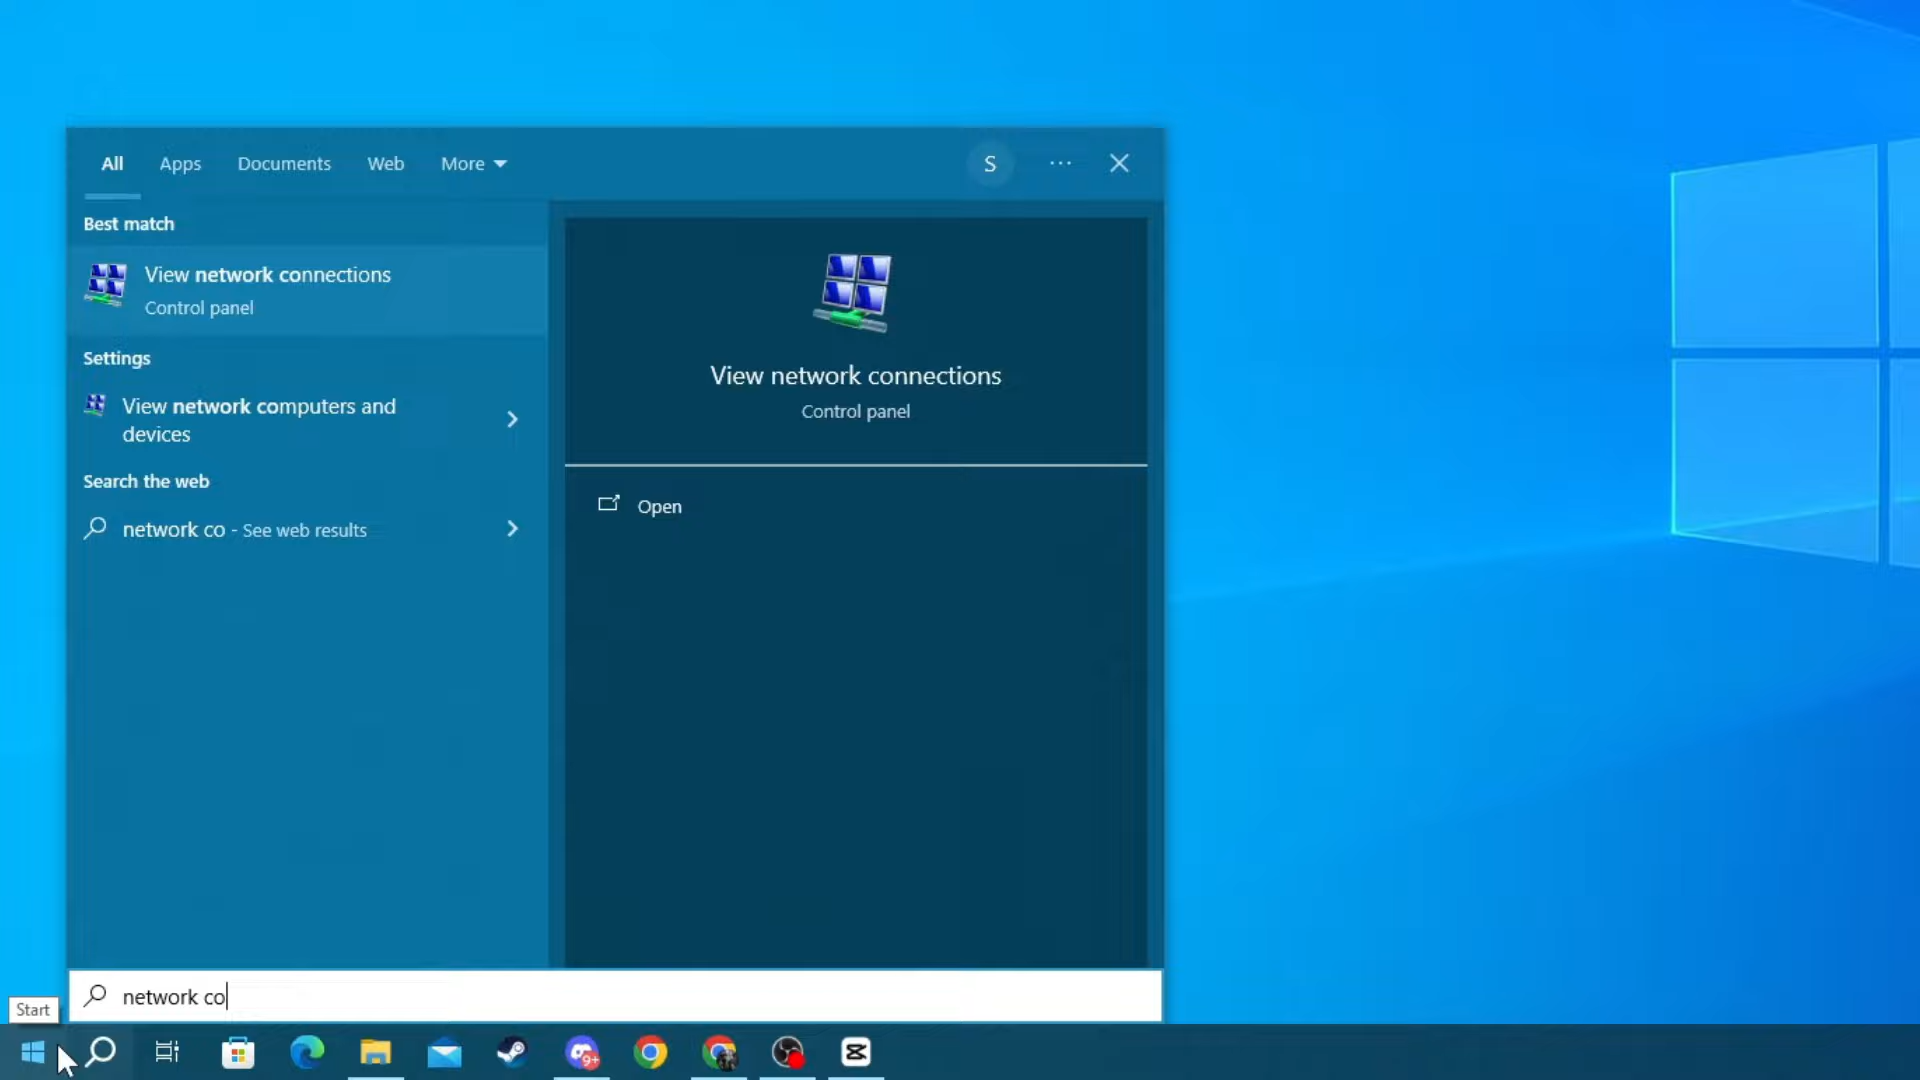 All Apps Documents Web More S
Best match
View network connections
Control panel
Settings
View network computers and
devices
Search the web
network co - See web results
View network connections
Control panel
Open
network co
Start
9+